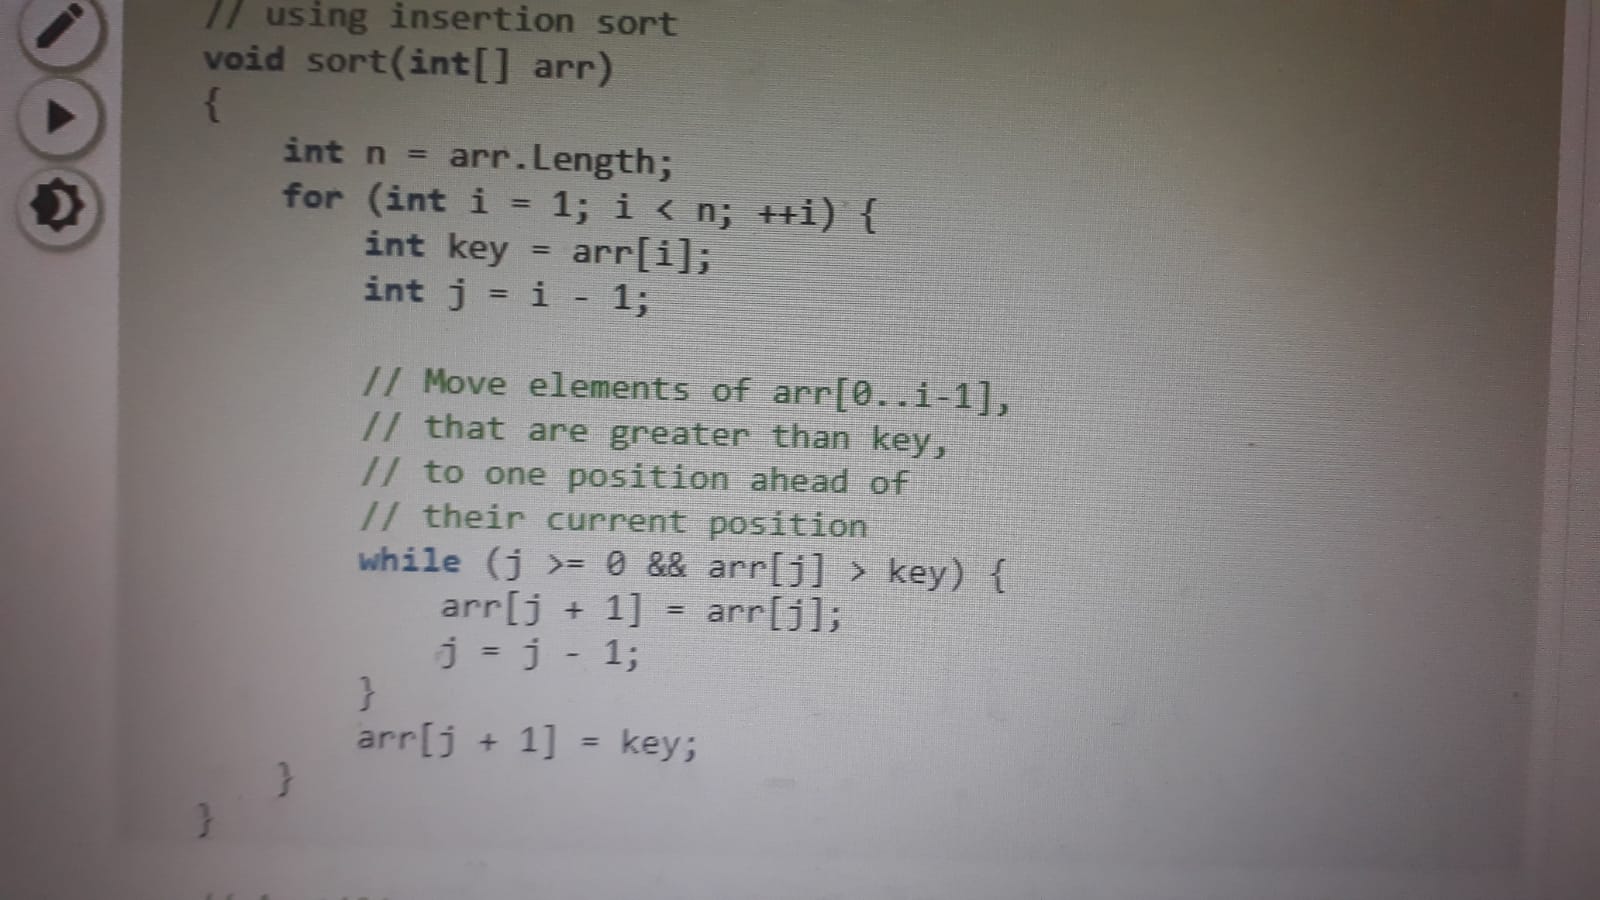 // using insertion sort
void sort(int[] arr)
{
    int n = arr.Length;
    for (int i = 1; i < n; ++i) {
        int key = arr[i];
        int j = i - 1;

        // Move elements of arr[0..i-1],
        // that are greater than key,
        // to one position ahead of
        // their current position
        while (j >= 0 && arr[j] > key) {
            arr[j + 1] = arr[j];
            j = j - 1;
        }
        arr[j + 1] = key;
    }
}